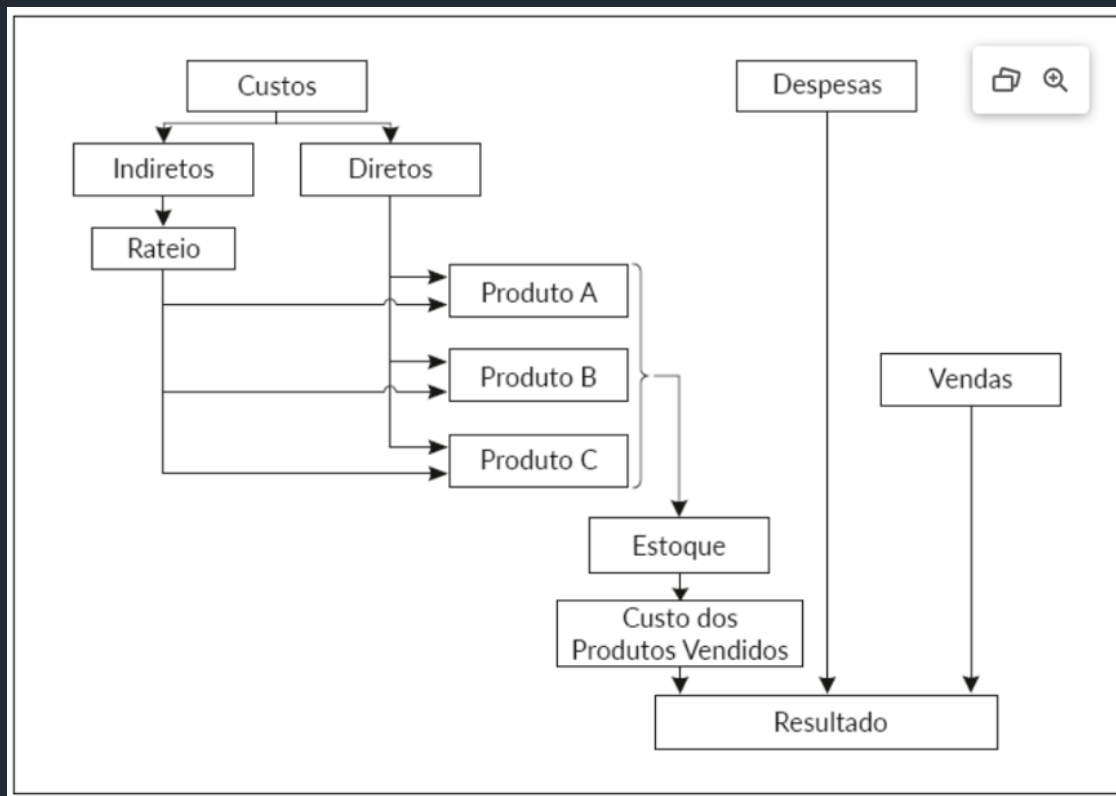 Custos
Despesas
Indiretos
Diretos
Rateio
Produto A
Produto B
Vendas
Produto C
Estoque
Custo dos
Produtos Vendidos
Resultado